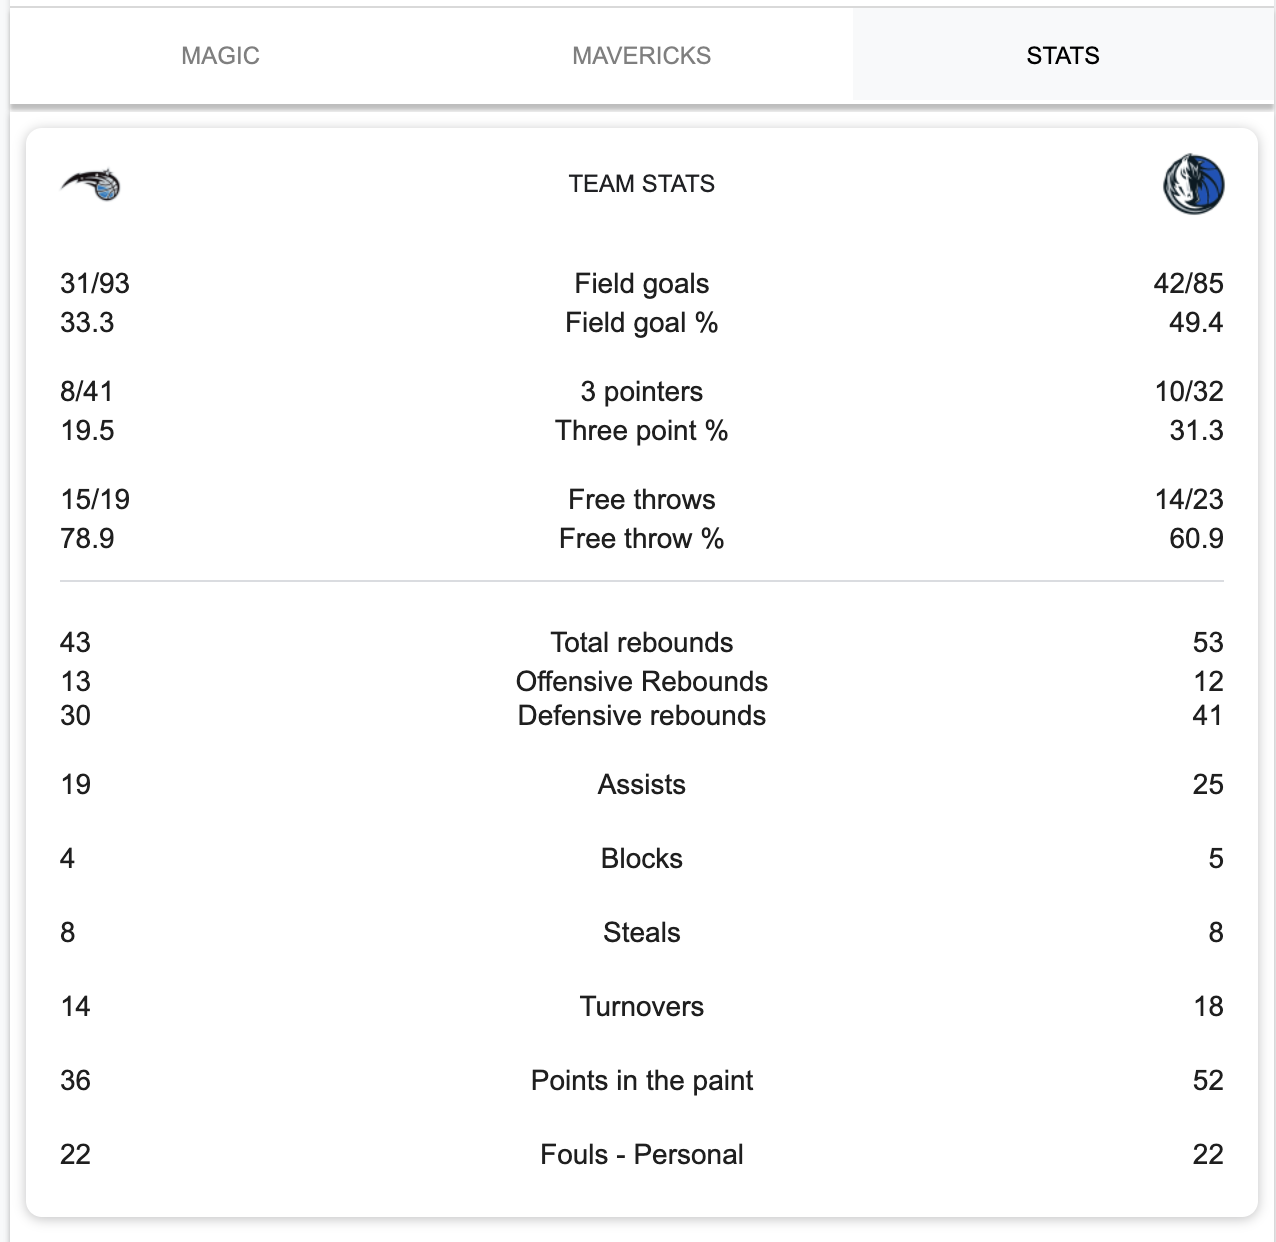 MAGIC MAVERICKS STATS
TEAM STATS
31/93 Field goals 42/85
33.3 Field goal % 49.4
8/41 3 pointers 10/32
19.5 Three point % 31.3
15/19 Free throws 14/23
78.9 Free throw % 60.9
43 Total rebounds 53
13 Offensive Rebounds 12
30 Defensive rebounds 41
19 Assists 25
4 Blocks 5
8 Steals 8
14 Turnovers 18
36 Points in the paint 52
22 Fouls - Personal 22